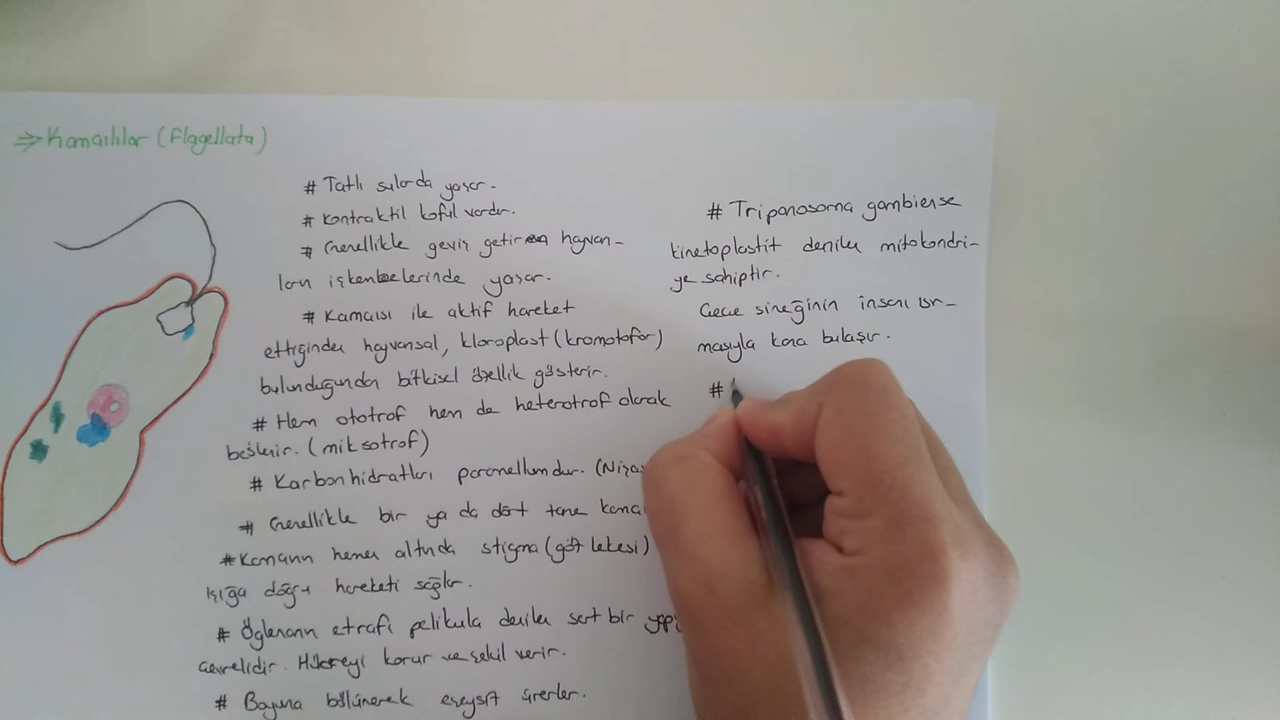 ⇒ Kamçılılar (Flagellata)
# Tatlı sularda yaşar.
# Kontraktil koful vardır.
# Genellikle geviş getiren hayvan-
ların işkembelerinde yaşar.
# Kamçısı ile aktif hareket
ettiğinden hayvansal, kloroplast (kromotofor)
bulunduğundan bitkisel özellik gösterir.
# Hem ototrof hem de heterotrof olarak
beslenir. (miksotrof)
# Karbonhidratları paramellumdur. (Nişas
# Genellikle bir ya da dört tane kamçı
# Kamçının hemen altında stigma (göz lekesi)
ışığa doğru hareketi sağlar.
# Öglenanın etrafı pelikula denilen sert bir yapı
çevrelidir. Hücreyi korur ve şekil verir.
# Boyuna bölünerek eşeysiz ürerler.
# Tripanosoma gambiense
kinetoplastit denilen mitokondri-
ye sahiptir.
Çeçe sineğinin insanı ısır-
masıyla kana bulaşır.
#